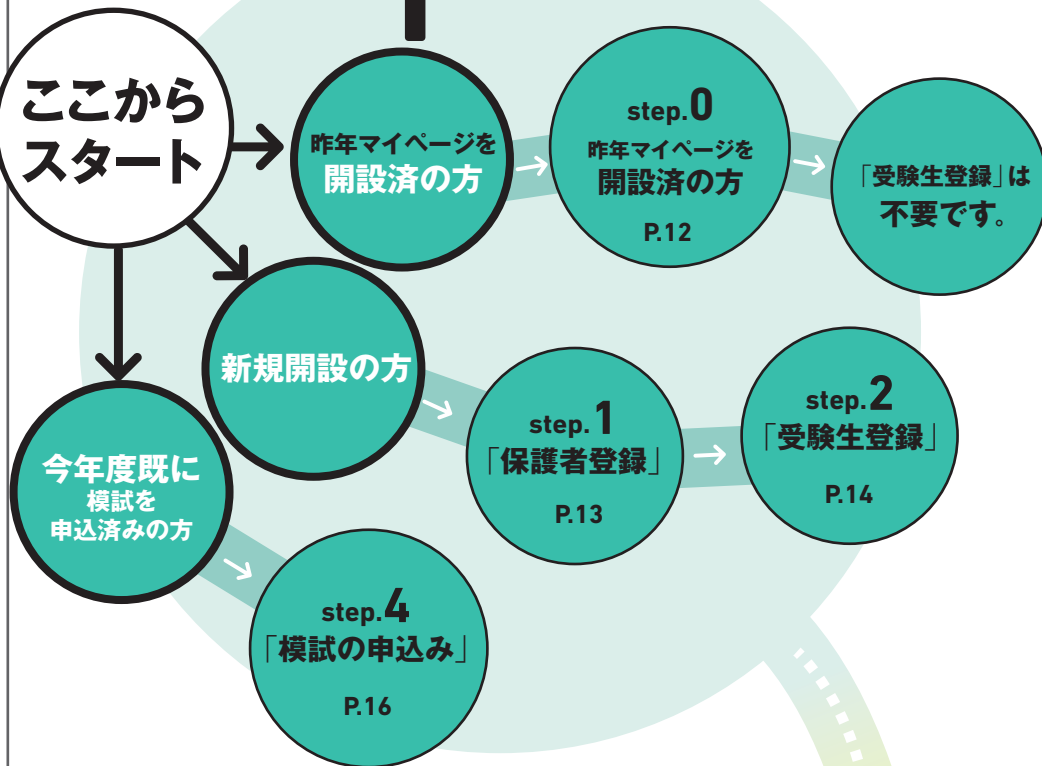 ここから
スタート
昨年マイページを
開設済の方
step.0
昨年マイページを
開設済の方
P.12
「受験生登録」は
不要です。
新規開設の方
step.1
「保護者登録」
P.13
step.2
「受験生登録」
P.14
今年度既に
模試を
申込済みの方
step.4
「模試の申込み」
P.16